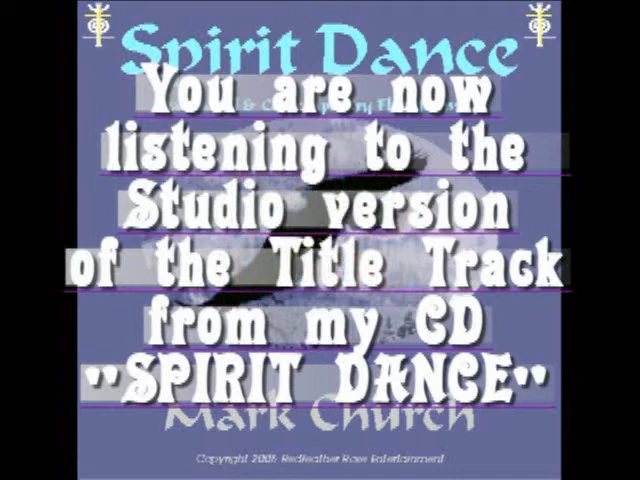 Spirit Dance
You are now
listening to the
Studio version
of the Title Track
from my CD
"SPIRIT DANCE"
Mark Church
Copyright 2005 Redfeather Rose Entertainment